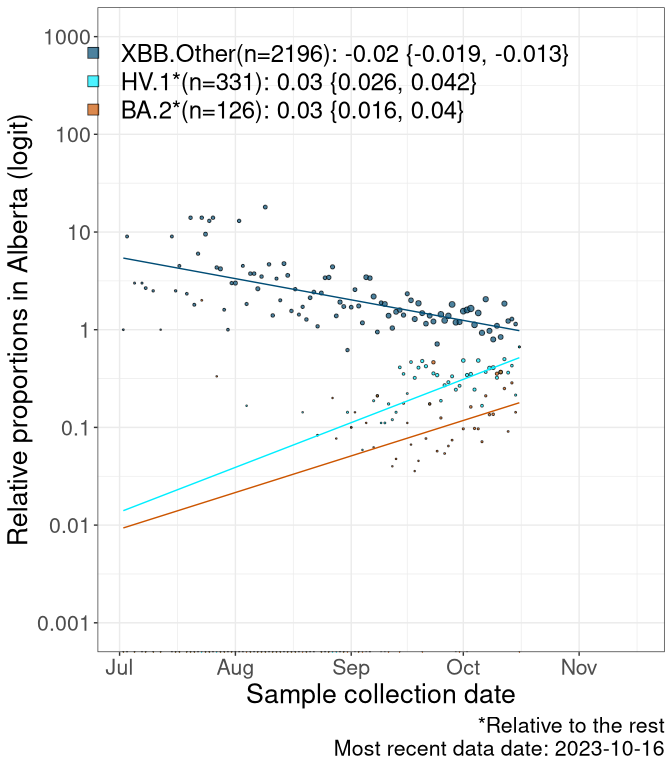 1000
XBB.Other(n=2196): -0.02 {-0.019, -0.013}
HV.1*(n=331): 0.03 {0.026, 0.042}
BA.2*(n=126): 0.03 {0.016, 0.04}
100
10
1
0.1
0.01
0.001
Relative proportions in Alberta (logit)
Jul Aug Sep Oct Nov
Sample collection date
*Relative to the rest
Most recent data date: 2023-10-16